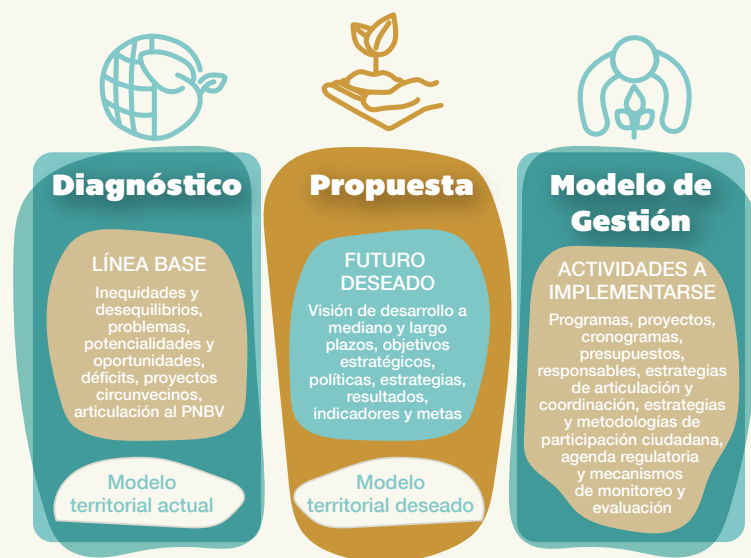 Diagnóstico
LÍNEA BASE
Inequidades y
desequilibrios,
problemas,
potencialidades y
oportunidades,
déficits, proyectos
circunvecinos,
articulación al PNBV
Modelo
territorial actual
Propuesta
FUTURO
DESEADO
Visión de desarrollo a
mediano y largo
plazos, objetivos
estratégicos,
políticas, estrategias,
resultados,
indicadores y metas
Modelo
territorial deseado
Modelo de
Gestión
ACTIVIDADES A
IMPLEMENTARSE
Programas, proyectos,
cronogramas,
presupuestos,
responsables, estrategias
de articulación y
coordinación, estrategias
y metodologías de
participación ciudadana,
agenda regulatoria
y mecanismos
de monitoreo y
evaluación